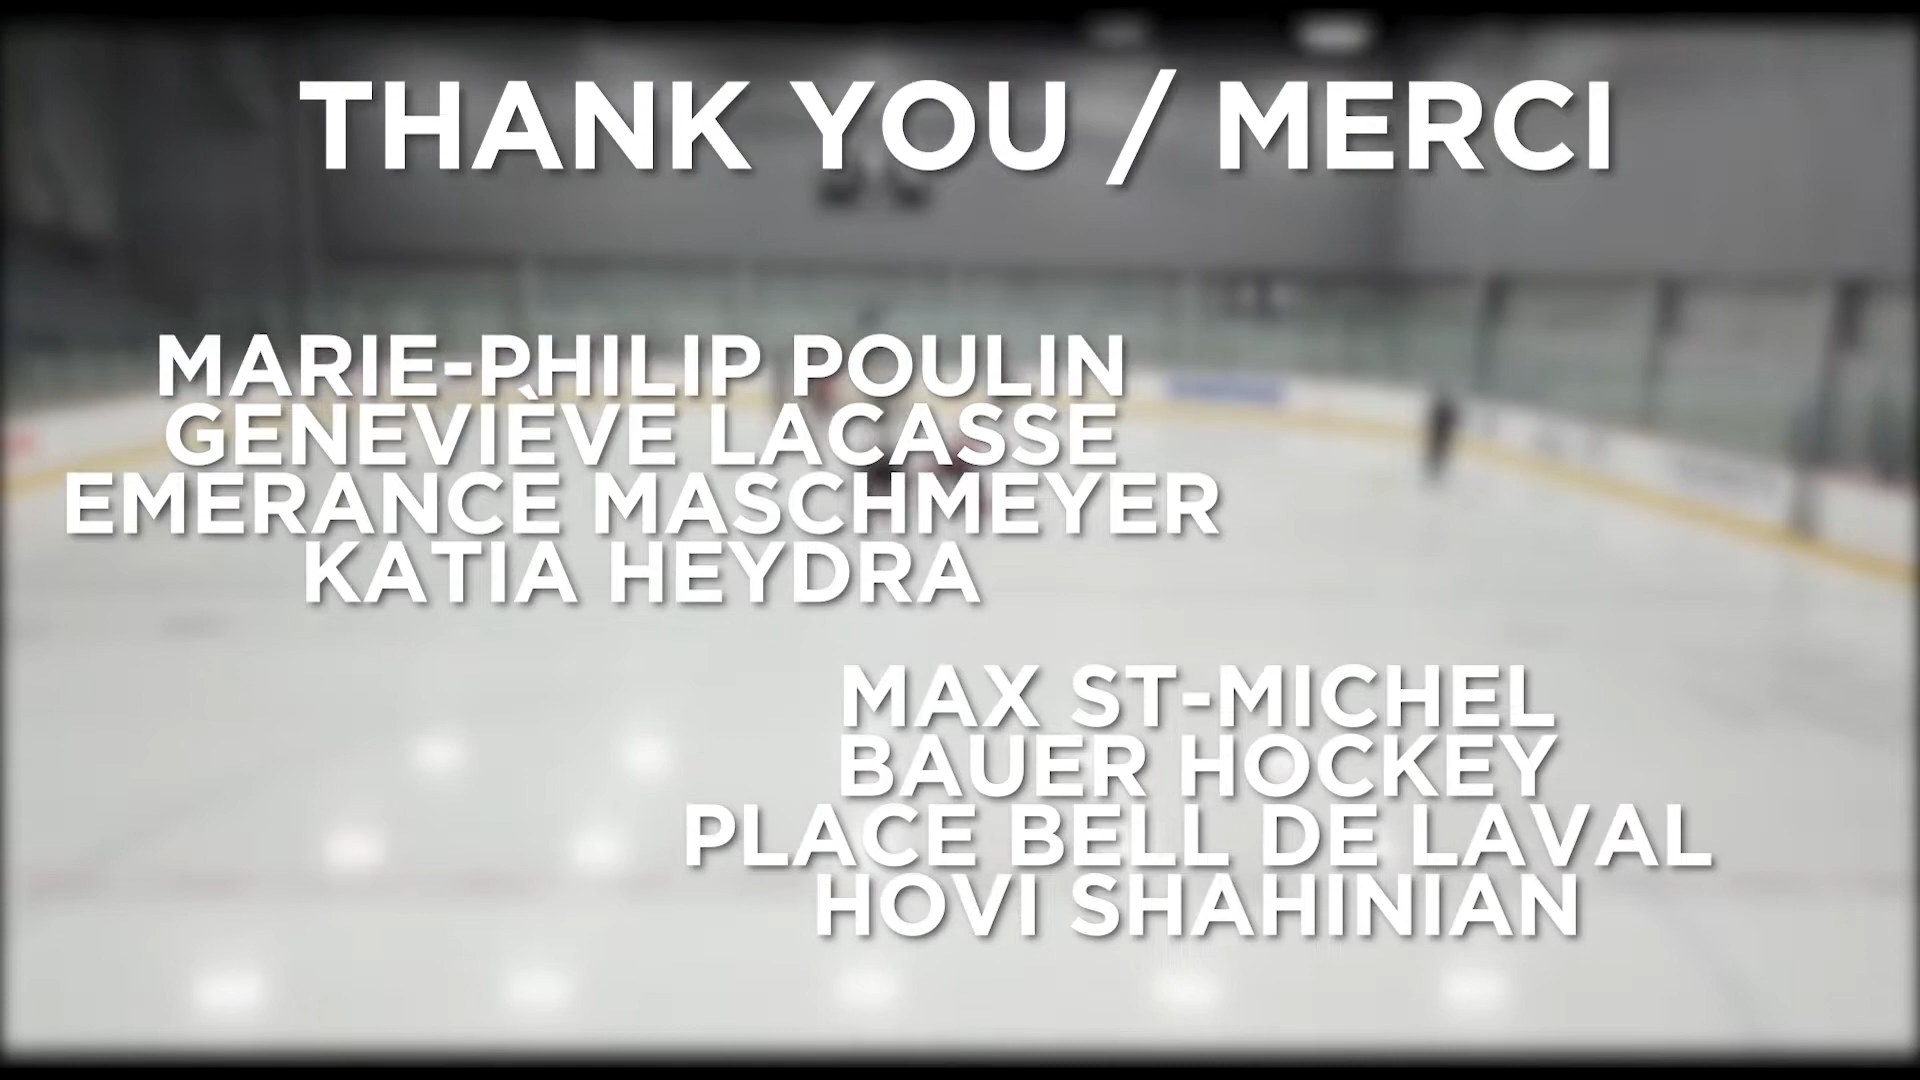 THANK YOU / MERCI
MARIE-PHILIP POULIN
GENEVIÈVE LACASSE
EMERANCE MASCHMEYER
KATIA HEYDRA
MAX ST-MICHEL
BAUER HOCKEY
PLACE BELL DE LAVAL
HOVI SHAHINIAN